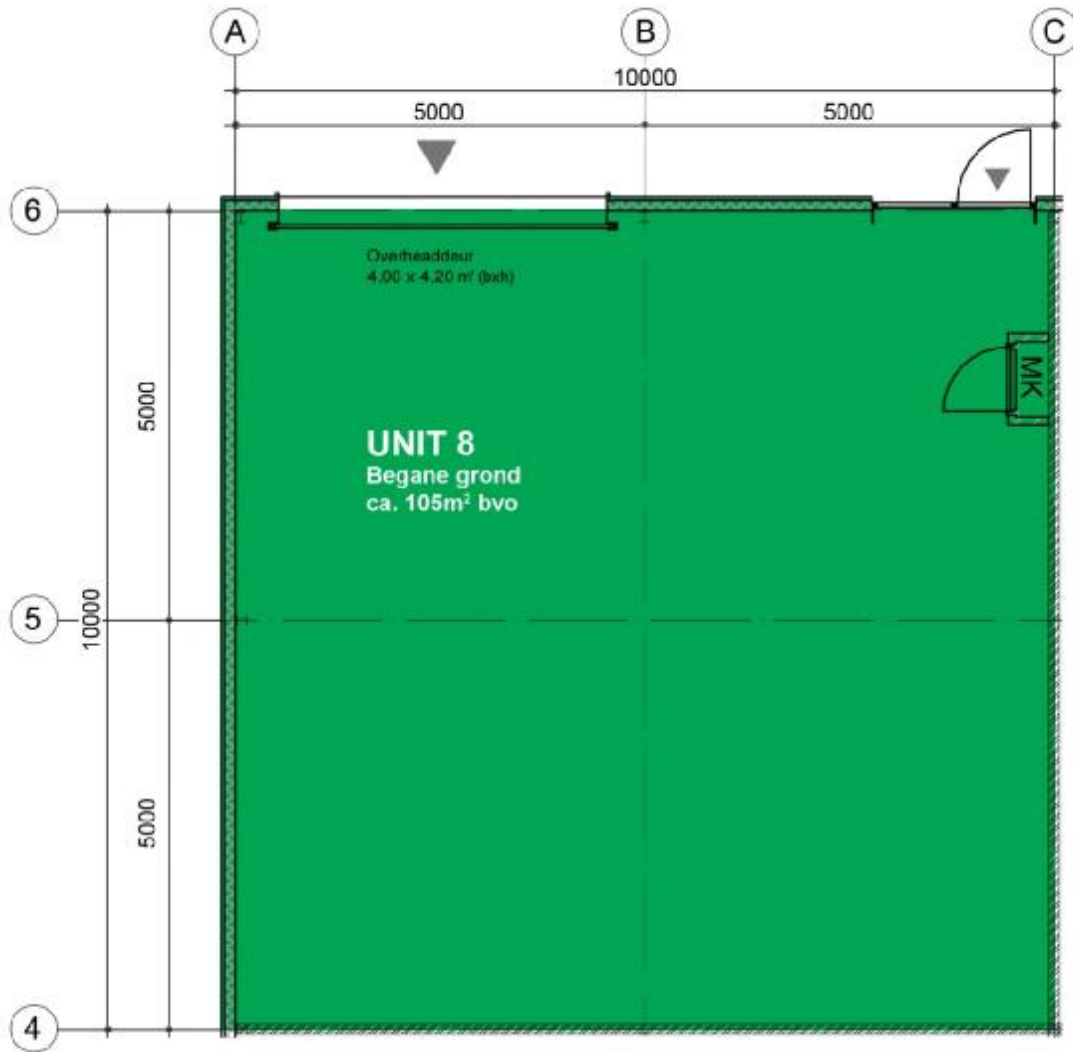 A B C
10000
5000 5000
6
Overheaddeur
4,00 x 4,20 m¹ (bxh)
MK
5000
UNIT 8
Begane grond
ca. 105m² bvo
5
10000
5000
4